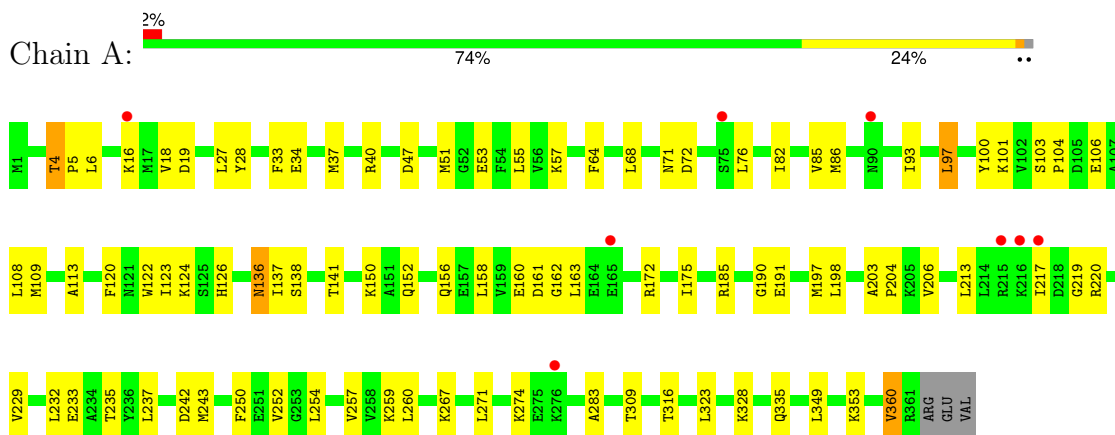 2%
Chain A:
74% 24% ••
M1 T4 P5 L6 K16 M17 V18 D19 L27 Y28 F33 E34 M37 R40 D47 M51 G52 E53 F54 L55 V56 K57 F64 L68 N71 D72 S75 L76 I82 V85 M86 N90 I93 L97 Y100 K101 V102 S103 P104 D105 E106 A107
L108 M109 A113 F120 N121 W122 I123 K124 S125 H126 N136 I137 S138 T141 K150 A151 Q152 Q156 E157 L158 V159 E160 D161 G162 L163 E164 E165 R172 I175 R185 G190 E191 M197 L198 A203 P204 K205 V206 L213 L214 R215 K216 I217 D218 G219 R220
V229 L232 E233 A234 T235 Y236 L237 D242 M243 F250 E251 V252 G253 L254 V257 V258 K259 L260 K267 L271 K274 E275 K276 A283 T309 T316 L323 K328 Q335 L349 K353 V360 R361 ARG GLU VAL